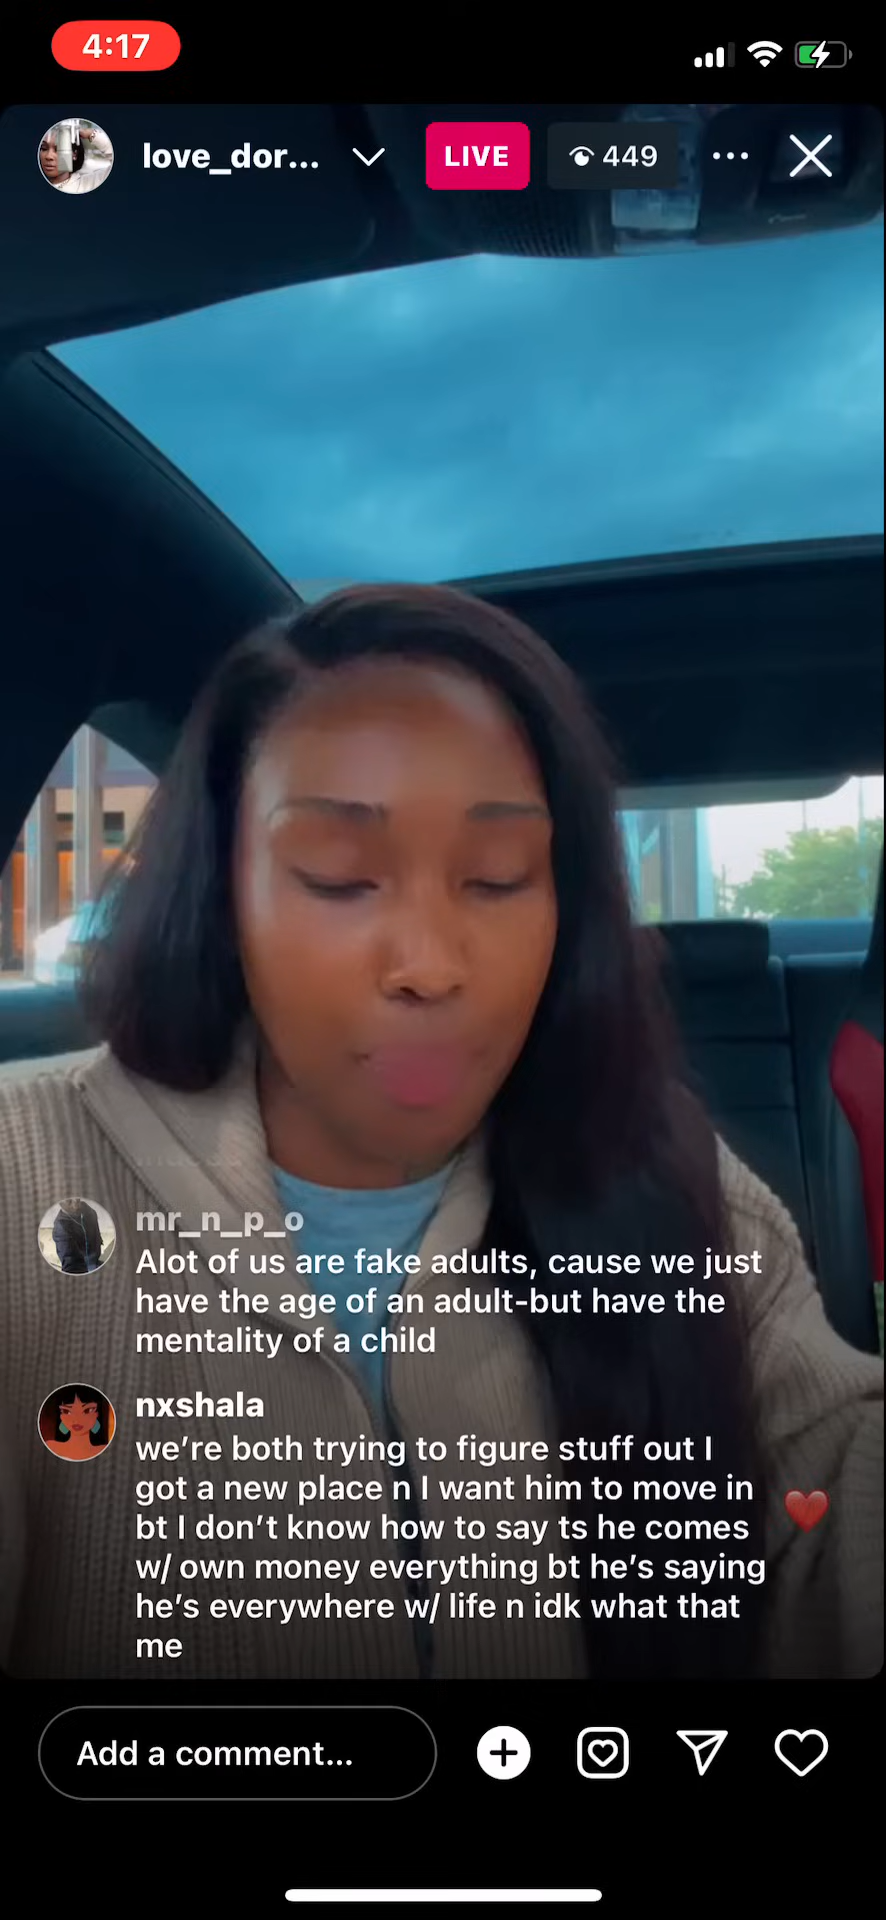 4:17
love_dor... LIVE 449
mr_n_p_o
Alot of us are fake adults, cause we just
have the age of an adult-but have the
mentality of a child
nxshala
we’re both trying to figure stuff out I
got a new place n I want him to move in
bt I don’t know how to say ts he comes
w/ own money everything bt he’s saying
he’s everywhere w/ life n idk what that
me
Add a comment...